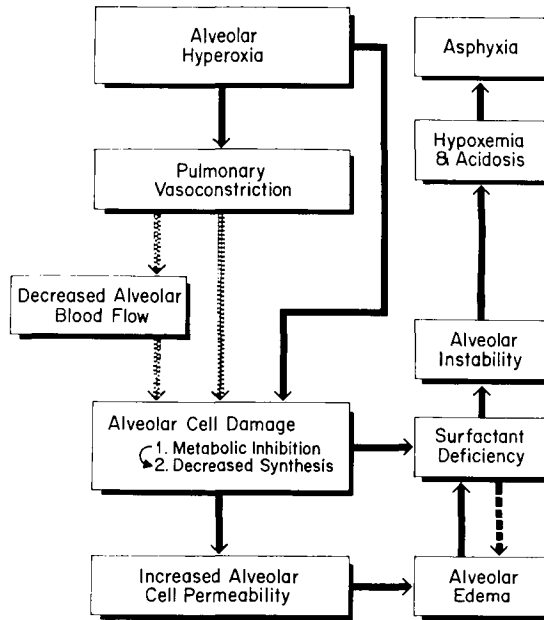 Alveolar
Hyperoxia
Pulmonary
Vasoconstriction
Decreased Alveolar
Blood Flow
Alveolar Cell Damage
1. Metabolic Inhibition
2. Decreased Synthesis
Increased Alveolar
Cell Permeability
Asphyxia
Hypoxemia
& Acidosis
Alveolar
Instability
Surfactant
Deficiency
Alveolar
Edema